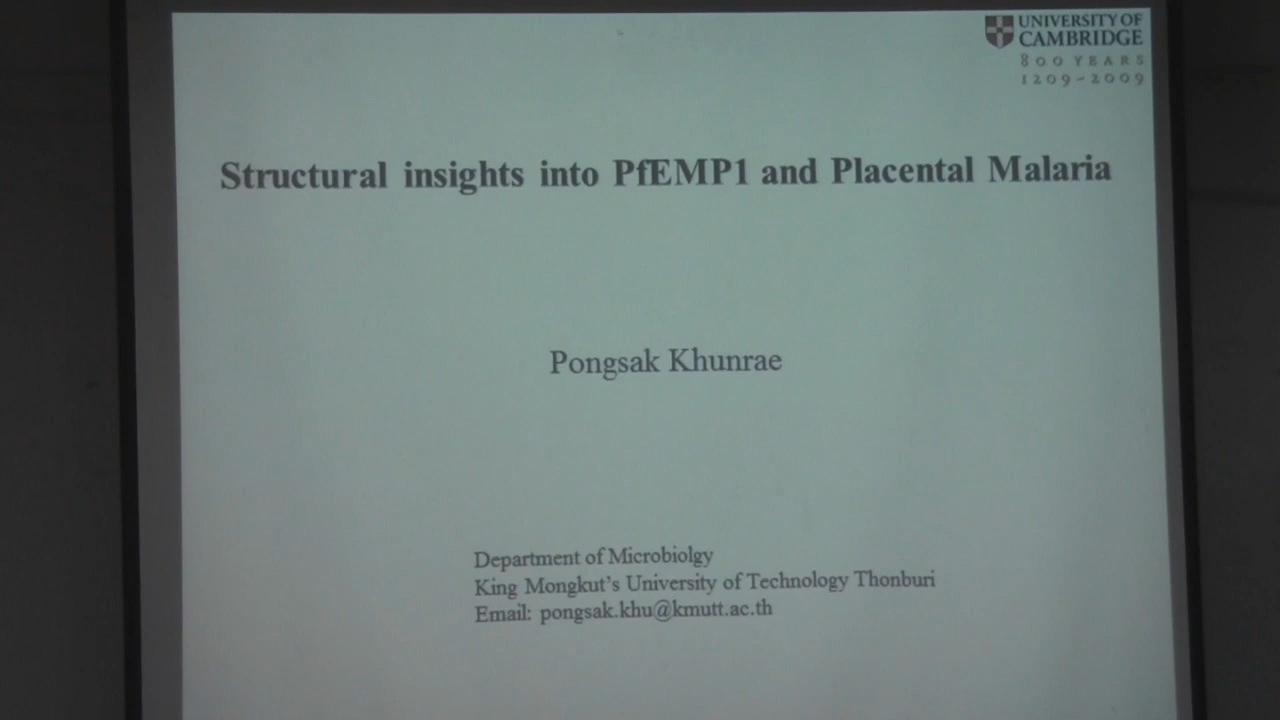 UNIVERSITY OF
CAMBRIDGE
800 YEARS
1209-2009
Structural insights into PfEMP1 and Placental Malaria
Pongsak Khunrae
Department of Microbiolgy
King Mongkut's University of Technology Thonburi
Email: pongsak.khu@kmutt.ac.th